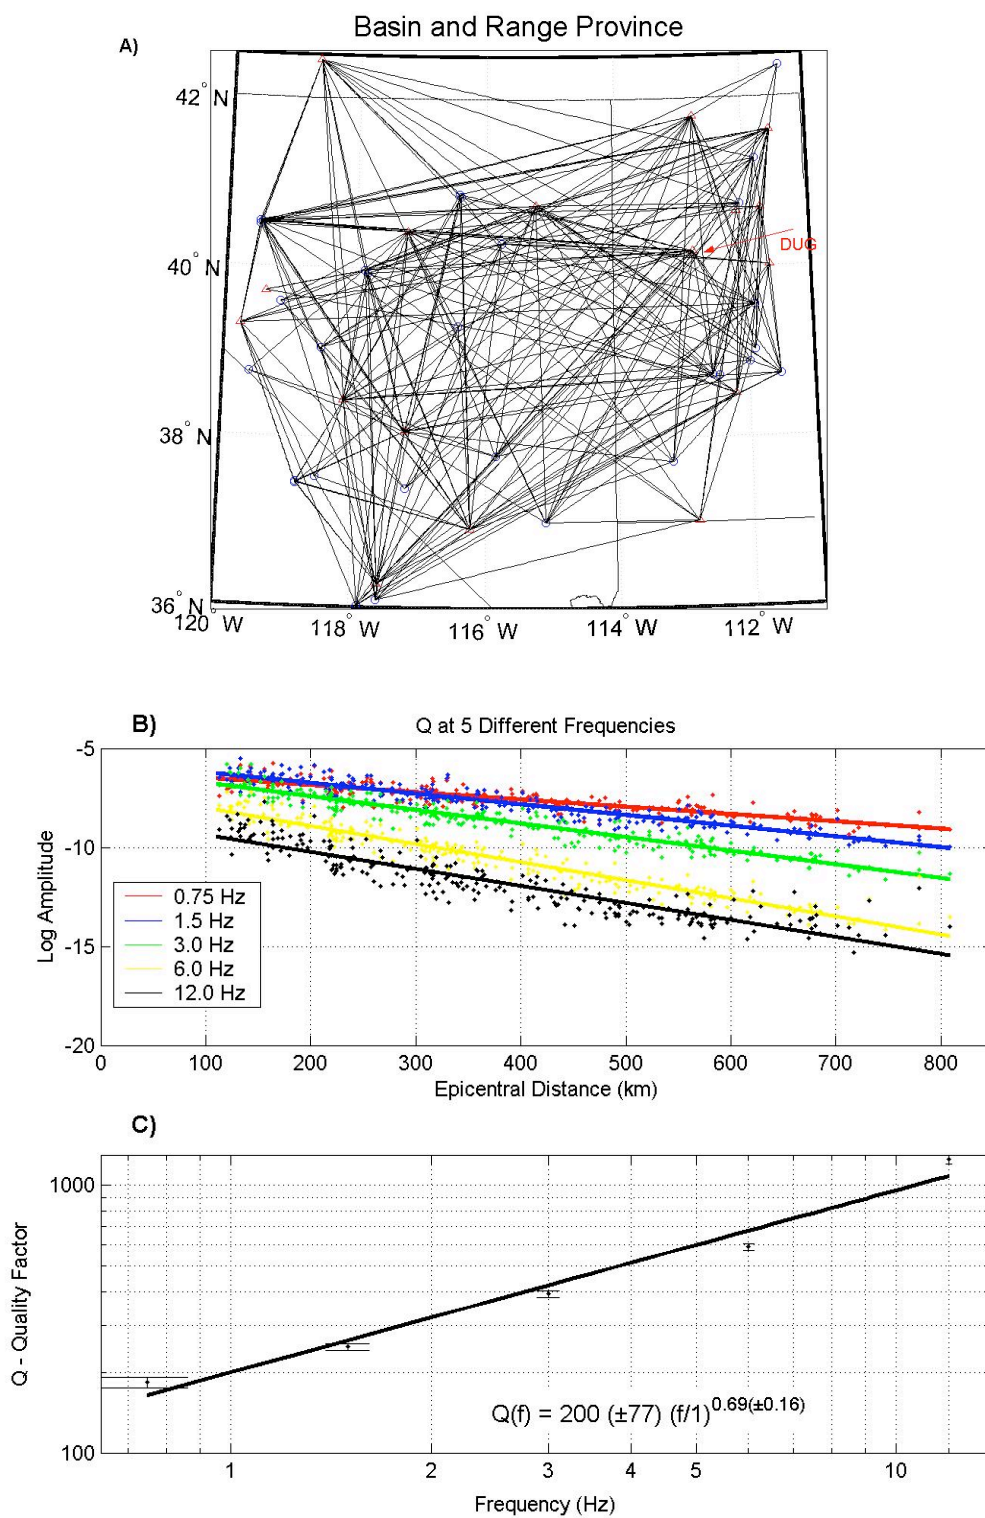 Basin and Range Province
A)
42° N
40° N
DUG
38° N
36° N
120° W 118° W 116° W 114° W 112° W
B)
Q at 5 Different Frequencies
-5
-10
-15
-20
Log Amplitude
0.75 Hz
1.5 Hz
3.0 Hz
6.0 Hz
12.0 Hz
0 100 200 300 400 500 600 700 800
Epicentral Distance (km)
C)
1000
100
Q - Quality Factor
Q(f) = 200 (±77) (f/1)^0.69(±0.16)
1 2 3 4 5 10
Frequency (Hz)